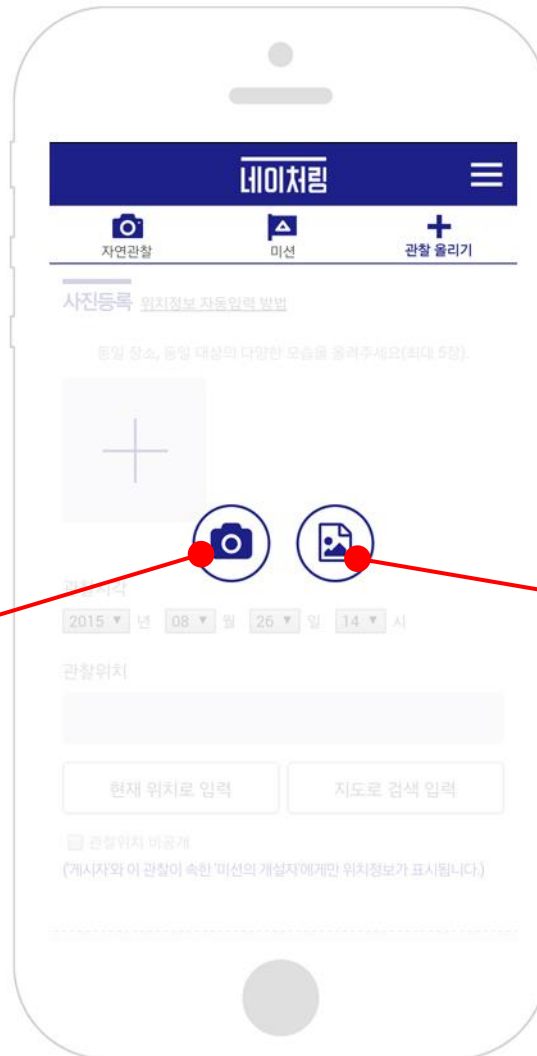 네이처링
자연관찰 미션 관찰 올리기
사진등록 위치정보 자동입력 방법
동일 장소, 동일 대상의 다양한 모습을 올려주세요(최대 5장).
관찰시각
2015 년 08 월 26 일 14 시
관찰위치
현재 위치로 입력 지도로 검색 입력
관찰위치 비공개
('게시자'와 이 관찰이 속한 '미션의 개설자'에게만 위치정보가 표시됩니다.)